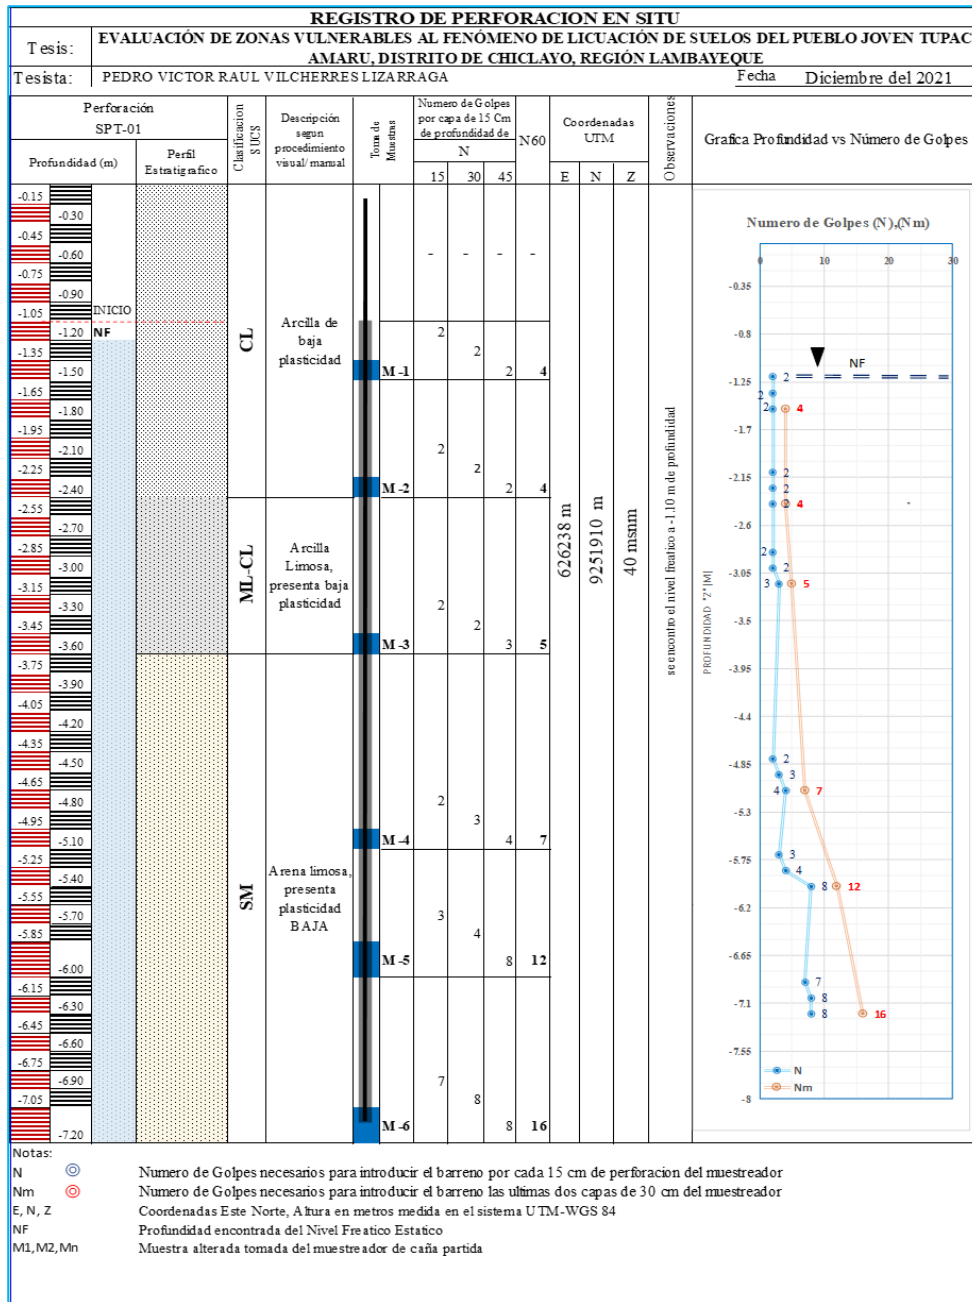 REGISTRO DE PERFORACION EN SITU
Tesis: EVALUACIÓN DE ZONAS VULNERABLES AL FENÓMENO DE LICUACIÓN DE SUELOS DEL PUEBLO JOVEN TUPAC
AMARU, DISTRITO DE CHICLAYO, REGIÓN LAMBAYEQUE
Tesista: PEDRO VICTOR RAUL VILCHERRES LIZARRAGA Fecha Diciembre del 2021
Perforación
SPT-01
Profundidad (m)
Perfil
Estratigrafico
Clasificacion
SUCS
Descripción
segun
procedimiento
visual/manual
Toma de
Muestras
Numero de Golpes
por capa de 15 Cm
de profundidad de
N
15 30 45
N60
Coordenadas
UTM
E N Z
Observaciones
Grafica Profundidad vs Número de Golpes
-0.15
-0.30
-0.45
-0.60
-0.75
-0.90
-1.05
-1.20
-1.35
-1.50
-1.65
-1.80
-1.95
-2.10
-2.25
-2.40
-2.55
-2.70
-2.85
-3.00
-3.15
-3.30
-3.45
-3.60
-3.75
-3.90
-4.05
-4.20
-4.35
-4.50
-4.65
-4.80
-4.95
-5.10
-5.25
-5.40
-5.55
-5.70
-5.85
-6.00
-6.15
-6.30
-6.45
-6.60
-6.75
-6.90
-7.05
-7.20
INICIO
NF
CL
Arcilla de
baja
plasticidad
- - - -
2
2
M-1 2 4
2
2
M-2 2 4
ML-CL
Arcilla
Limosa,
presenta baja
plasticidad
2
2
M-3 3 5
SM
Arena limosa,
presenta
plasticidad
BAJA
2
3
M-4 4 7
3
4
M-5 8 12
7
8
M-6 8 16
626238 m
9251910 m
40 msnm
se encontro el nivel freatico a -1.10 m de profundidad
Numero de Golpes (N),(Nm)
0 10 20 30
-0.35
-0.8
-1.25
-1.7
-2.15
-2.6
-3.05
-3.5
-3.95
-4.4
-4.85
-5.3
-5.75
-6.2
-6.65
-7.1
-7.55
-8
PROFUNDIDAD "Z"[M]
NF
2
2
2 4
2
2
2 4
2
2
3 5
2
3
4 7
3
4
8 12
7
8
8 16
N
Nm
Notas:
N Numero de Golpes necesarios para introducir el barreno por cada 15 cm de perforacion del muestreador
Nm Numero de Golpes necesarios para introducir el barreno las ultimas dos capas de 30 cm del muestreador
E, N, Z Coordenadas Este Norte, Altura en metros medida en el sistema UTM-WGS 84
NF Profundidad encontrada del Nivel Freatico Estatico
M1,M2,Mn Muestra alterada tomada del muestreador de caña partida